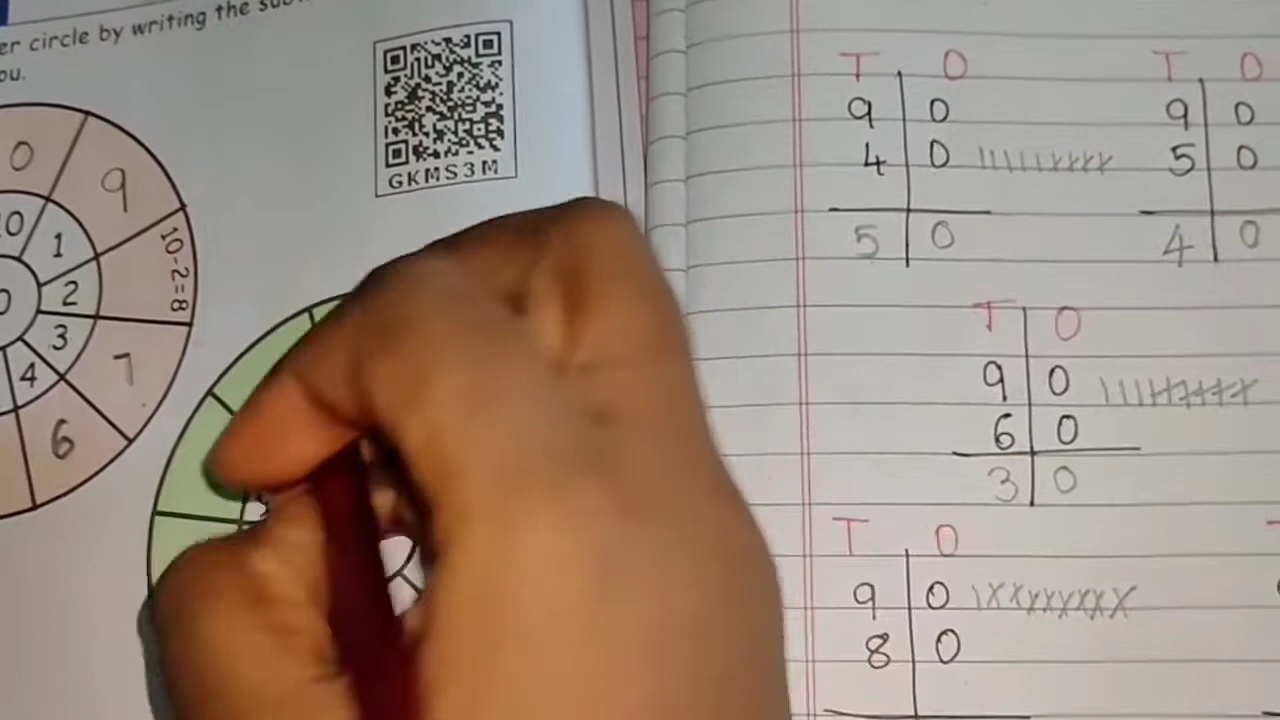 er circle by writing the
ou.
GKMS3M
0
9
10-2=8
7
6
10
1
2
3
4
0
T O T O
9 0 9 0
4 0 5 0
5 0 4 0
T O
9 0
6 0
3 0
T O T
9 0
8 0